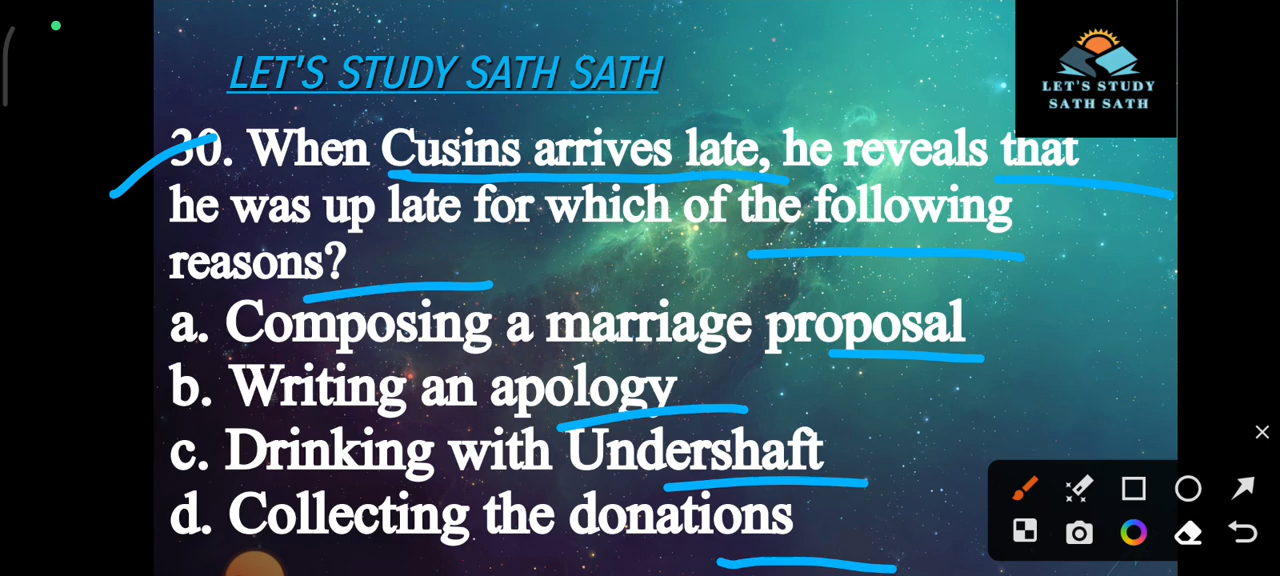 LET'S STUDY SATH SATH
LET'S STUDY
SATH SATH
30. When Cusins arrives late, he reveals that
he was up late for which of the following
reasons?
a. Composing a marriage proposal
b. Writing an apology
c. Drinking with Undershaft
d. Collecting the donations